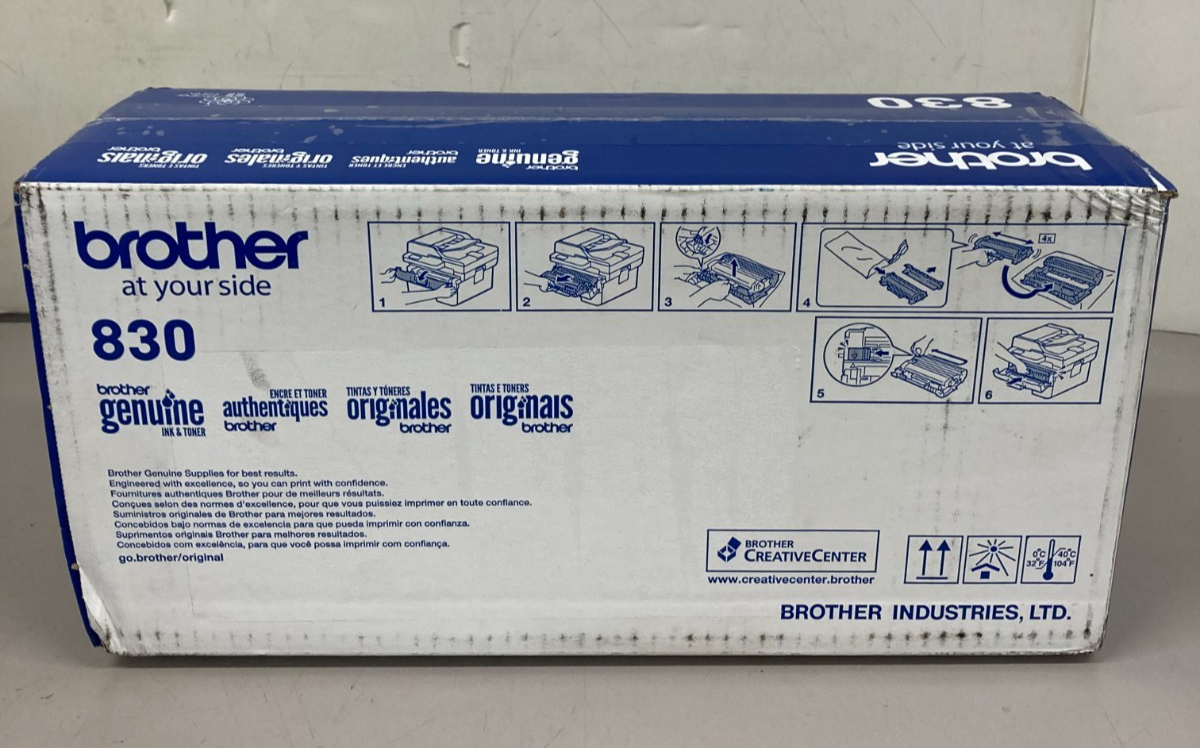 830
brother
at your side
brother
genuine
INK & TONER
ENCRE ET TONER
authentiques
brother
TINTAS Y TÓNERES
originales
brother
TINTAS E TONERS
originais
brother
brother
at your side
830
brother
genuine
INK & TONER
ENCRE ET TONER
authentiques
brother
TINTAS Y TÓNERES
originales
brother
TINTAS E TONERS
originais
brother
1
2
3
4
4x
5
6
Brother Genuine Supplies for best results.
Engineered with excellence, so you can print with confidence.
Fournitures authentiques Brother pour de meilleurs résultats.
Conçues selon des normes d'excellence, pour que vous puissiez imprimer en toute confiance.
Suministros originales de Brother para mejores resultados.
Concebidos bajo normas de excelencia para que pueda imprimir con confianza.
Suprimentos originais Brother para melhores resultados.
Concebidos com excelência, para que você possa imprimir com confiança.
go.brother/original
BROTHER
CREATIVECENTER
www.creativecenter.brother
0°C
32°F
40°C
104°F
BROTHER INDUSTRIES, LTD.